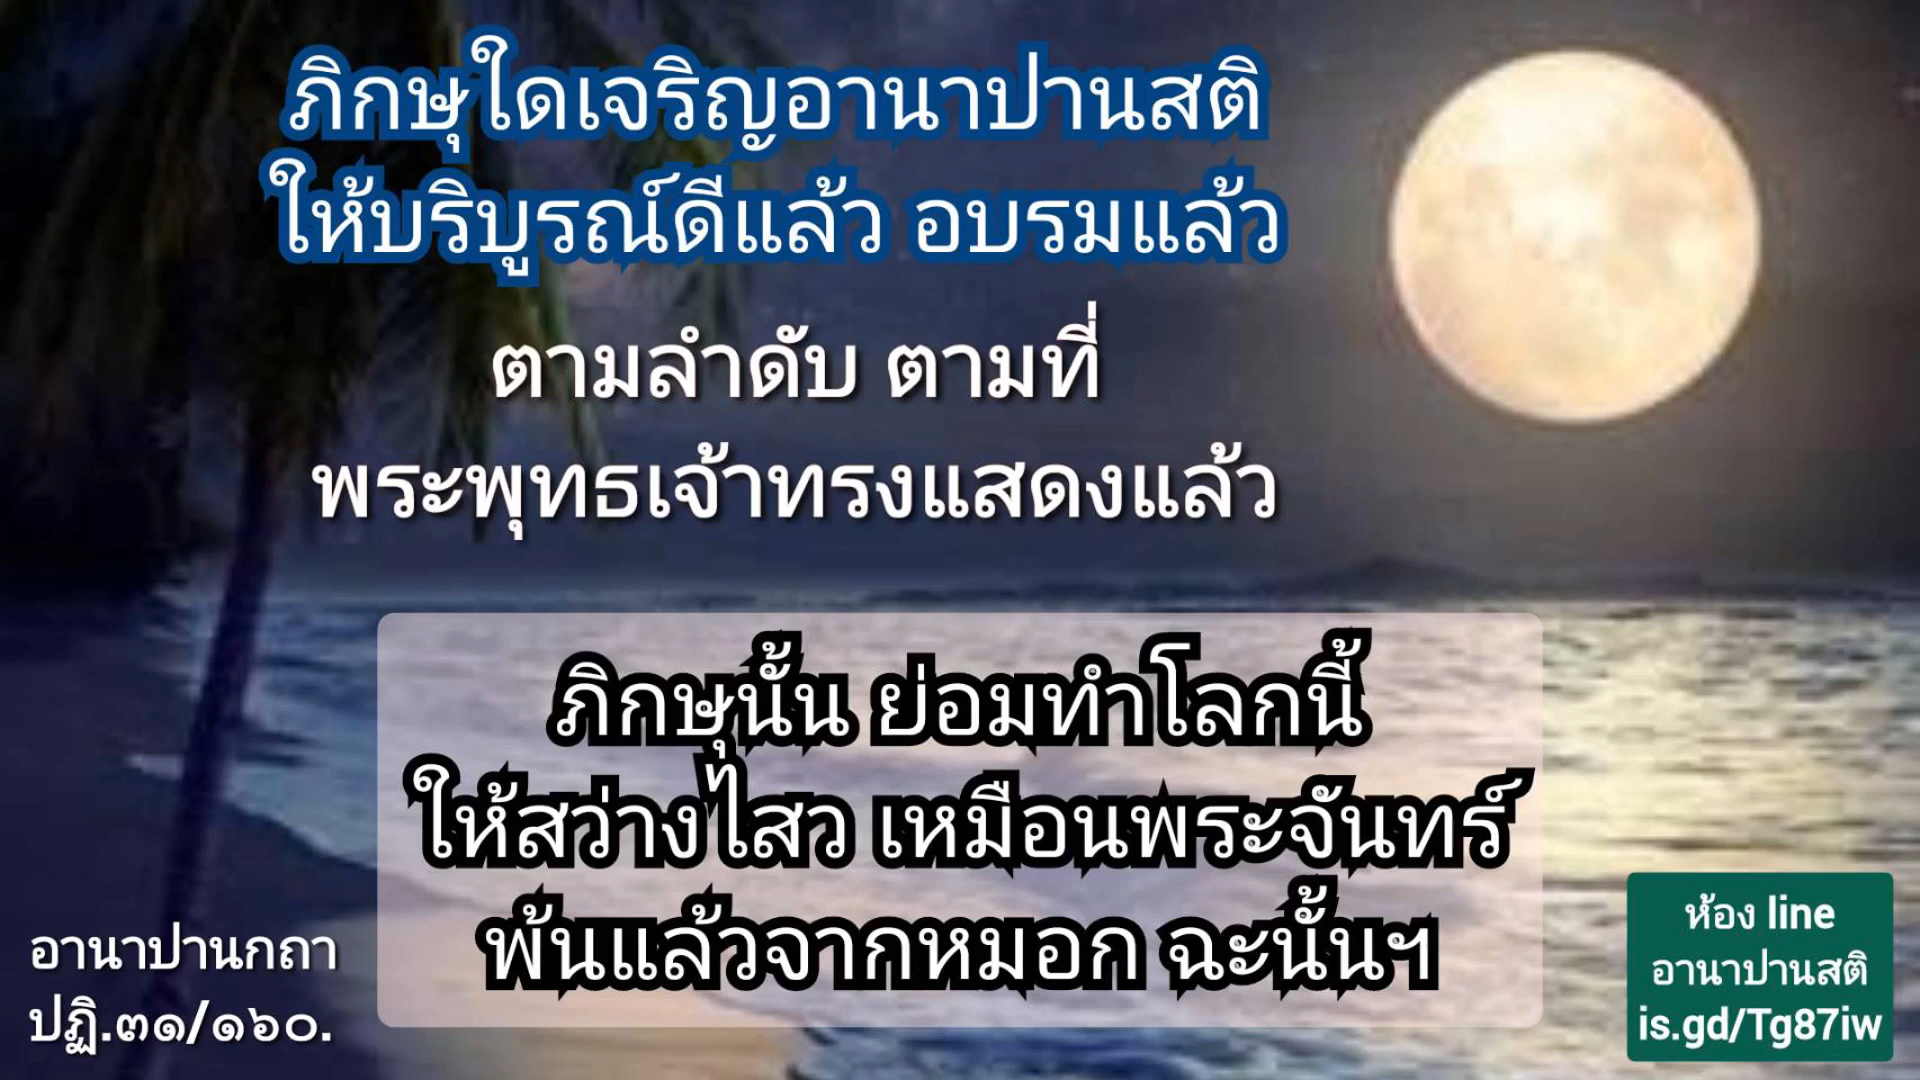 ภิกษุใดเจริญอานาปานสติ
ให้บริบูรณ์ดีแล้ว อบรมแล้ว
ตามลำดับ ตามที่
พระพุทธเจ้าทรงแสดงแล้ว
ภิกษุนั้น ย่อมทำโลกนี้
ให้สว่างไสว เหมือนพระจันทร์
พ้นแล้วจากหมอก ฉะนั้นฯ
อานาปานกถา
ปฏิ.๓๑/๑๖๐.
ห้อง line
อานาปานสติ
is.gd/Tg87iw